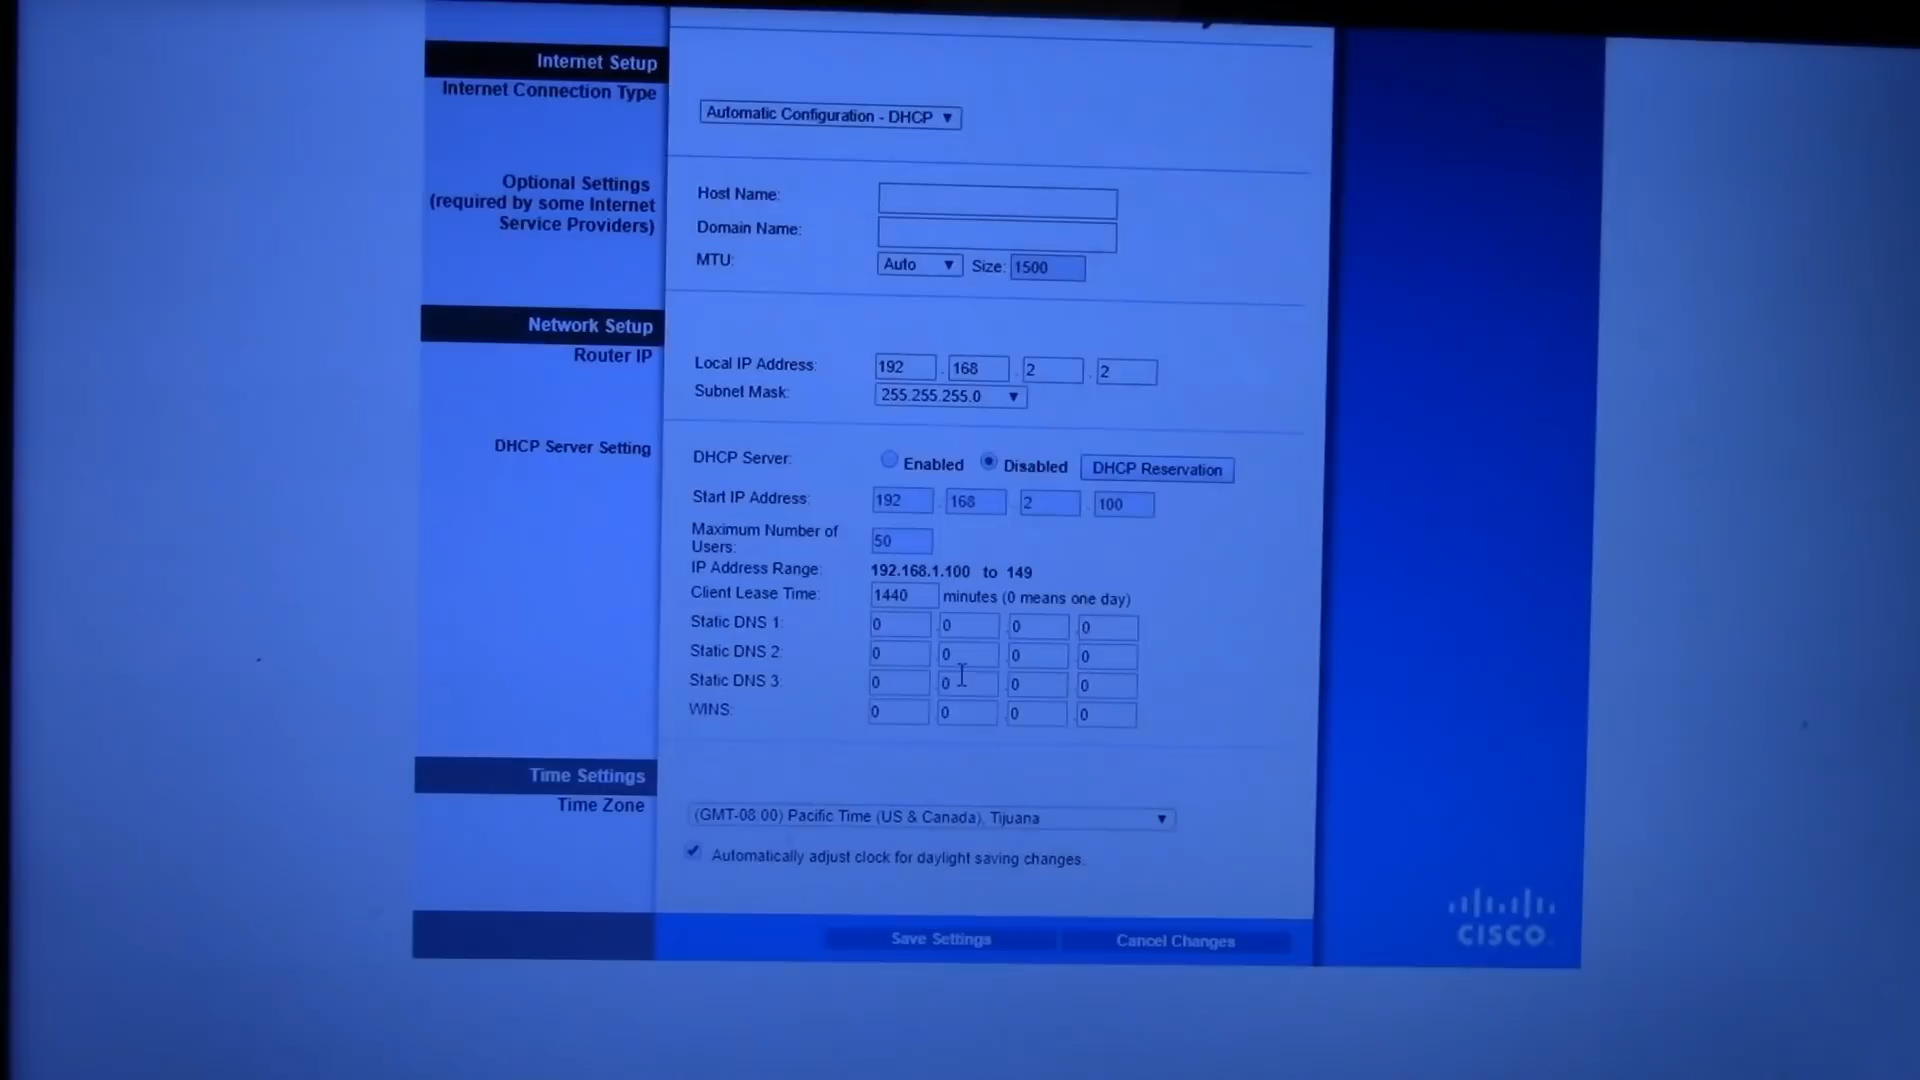 Internet Setup
Internet Connection Type
Automatic Configuration - DHCP ▼
Optional Settings
(required by some Internet
Service Providers)
Host Name:
Domain Name:
MTU: Auto ▼ Size: 1500
Network Setup
Router IP
Local IP Address: 192 . 168 . 2 . 2
Subnet Mask: 255.255.255.0 ▼
DHCP Server Setting
DHCP Server: Enabled Disabled DHCP Reservation
Start IP Address: 192 . 168 . 2 . 100
Maximum Number of
Users: 50
IP Address Range: 192.168.1.100 to 149
Client Lease Time: 1440 minutes (0 means one day)
Static DNS 1: 0 . 0 . 0 . 0
Static DNS 2: 0 . 0 . 0 . 0
Static DNS 3: 0 . 0 . 0 . 0
WINS: 0 . 0 . 0 . 0
Time Settings
Time Zone
(GMT-08:00) Pacific Time (US & Canada), Tijuana ▼
Automatically adjust clock for daylight saving changes.
Save Settings Cancel Changes
CISCO